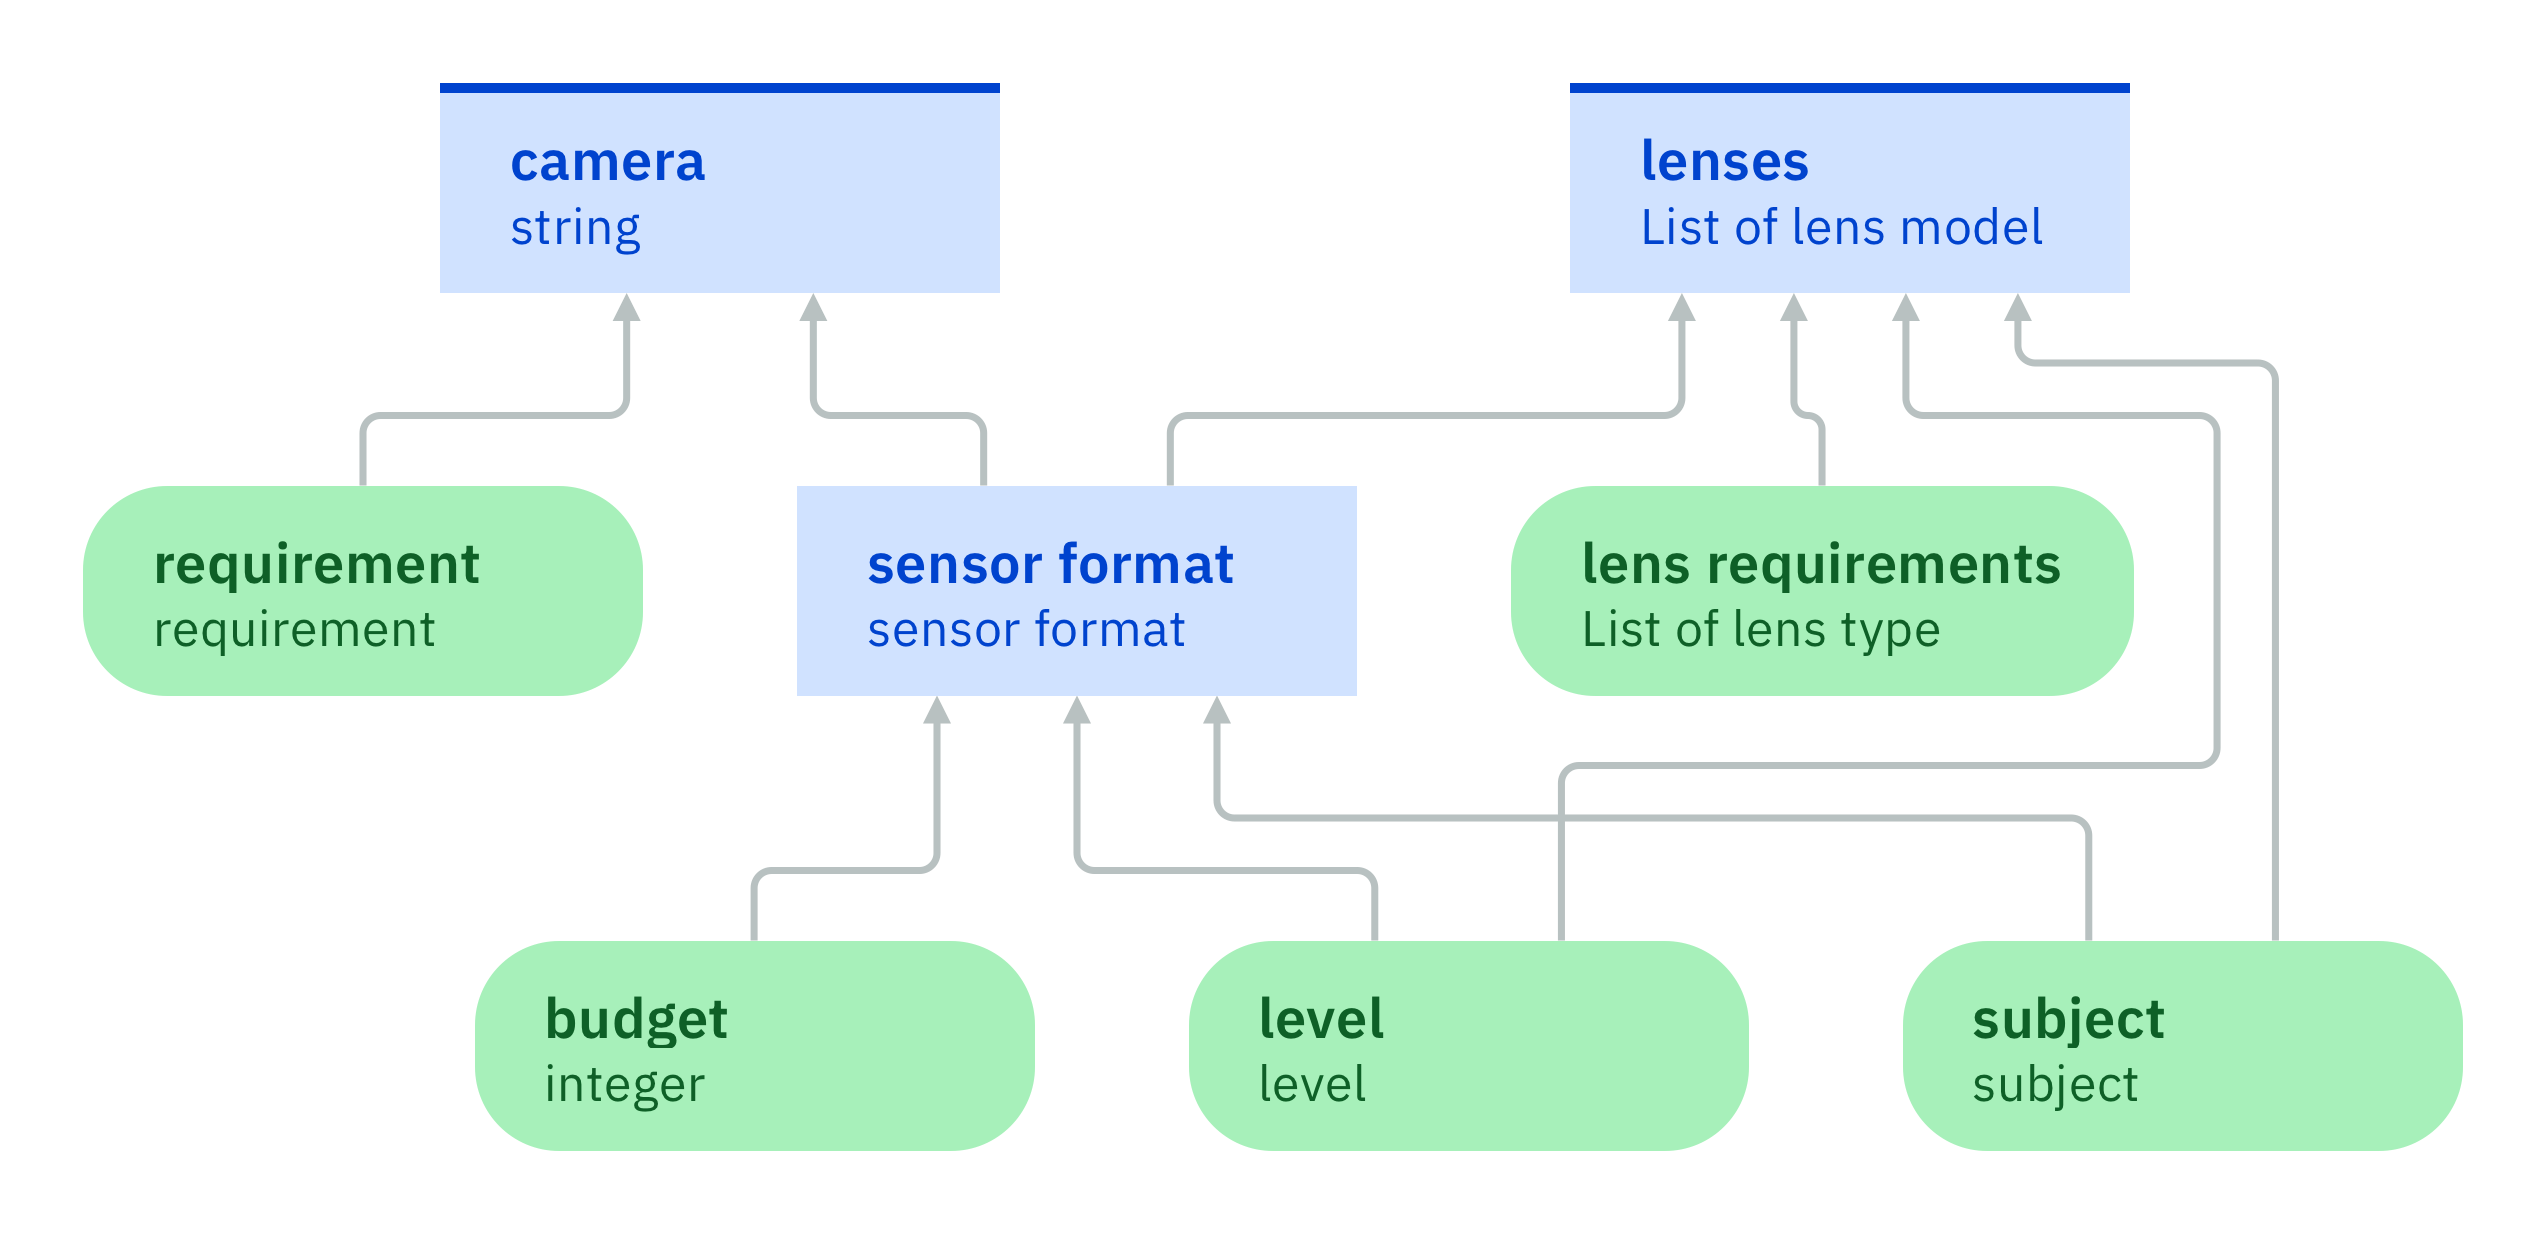 camera
string
lenses
List of lens model
requirement
requirement
sensor format
sensor format
lens requirements
List of lens type
budget
integer
level
level
subject
subject